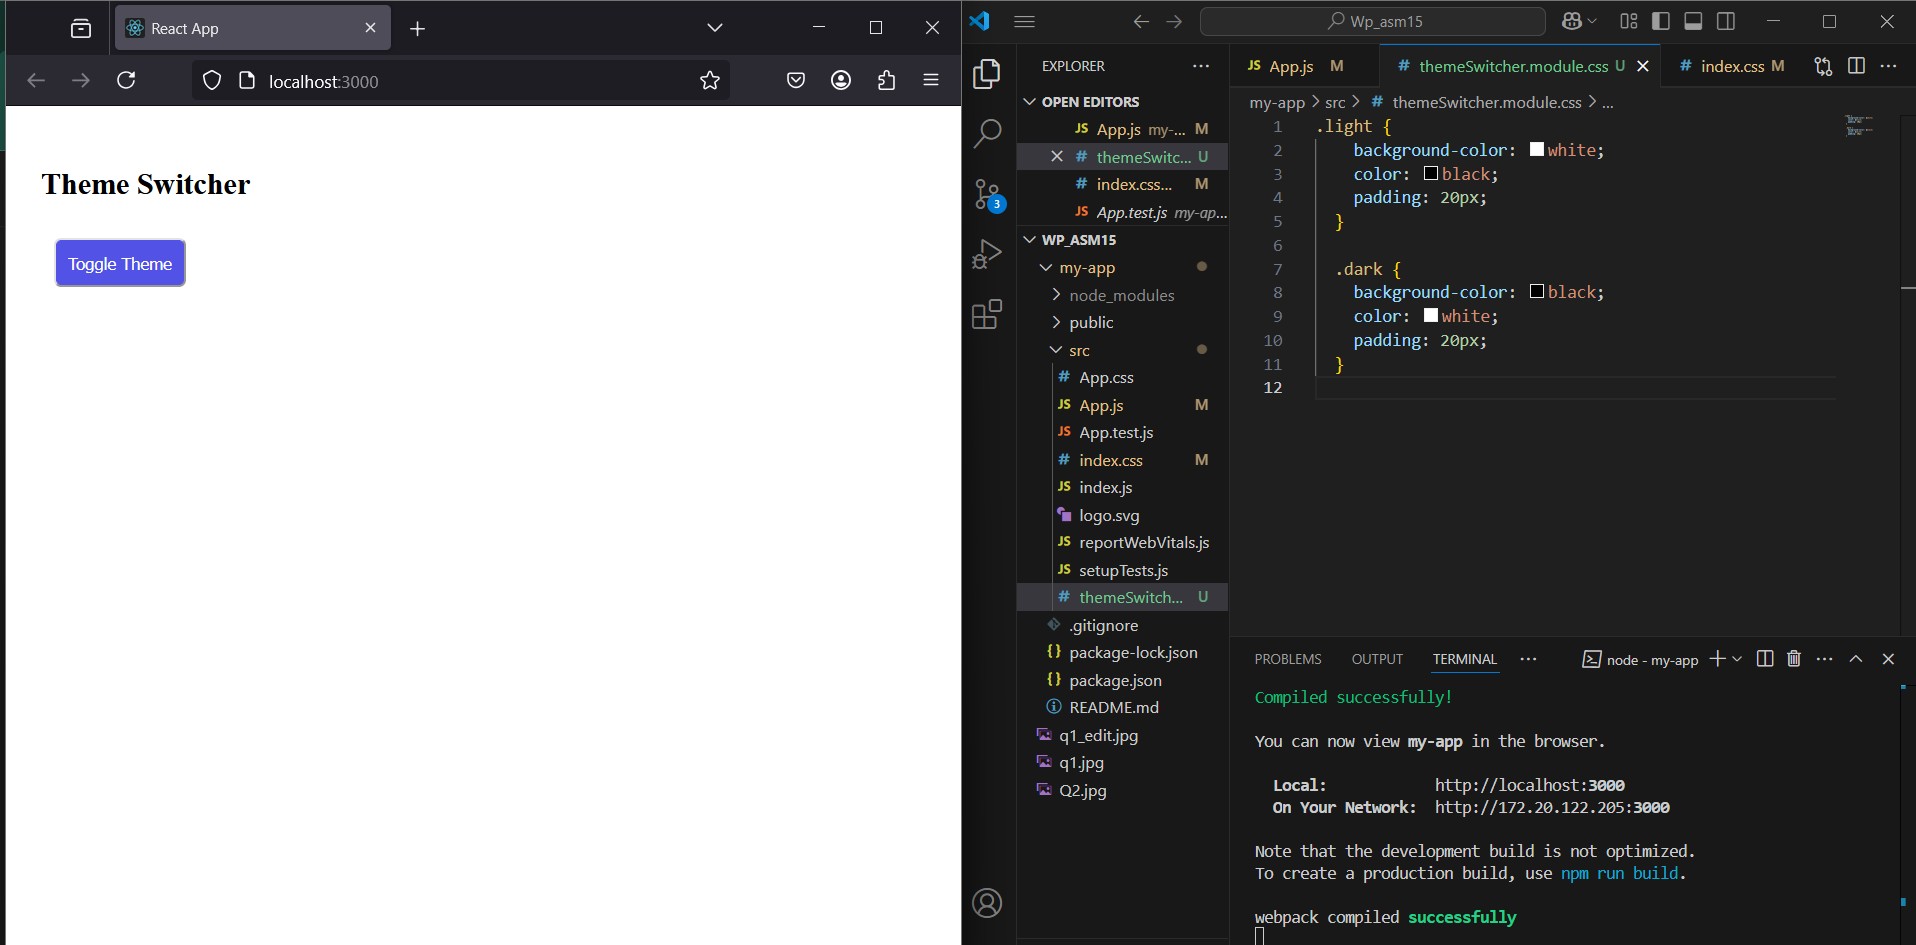 React App
localhost:3000
Theme Switcher
Toggle Theme
Wp_asm15
EXPLORER
OPEN EDITORS
JS App.js my-... M
# themeSwitc... U
# index.css... M
JS App.test.js my-ap...
3
WP_ASM15
my-app
node_modules
public
src
# App.css
JS App.js M
JS App.test.js
# index.css M
JS index.js
logo.svg
JS reportWebVitals.js
JS setupTests.js
# themeSwitch... U
.gitignore
{} package-lock.json
{} package.json
README.md
q1_edit.jpg
q1.jpg
Q2.jpg
JS App.js M # themeSwitcher.module.css U # index.css M
my-app > src > # themeSwitcher.module.css > ...
1 .light {
2 background-color: white;
3 color: black;
4 padding: 20px;
5 }
6
7 .dark {
8 background-color: black;
9 color: white;
10 padding: 20px;
11 }
12
PROBLEMS OUTPUT TERMINAL ... node - my-app
Compiled successfully!
You can now view my-app in the browser.
Local: http://localhost:3000
On Your Network: http://172.20.122.205:3000
Note that the development build is not optimized.
To create a production build, use npm run build.
webpack compiled successfully